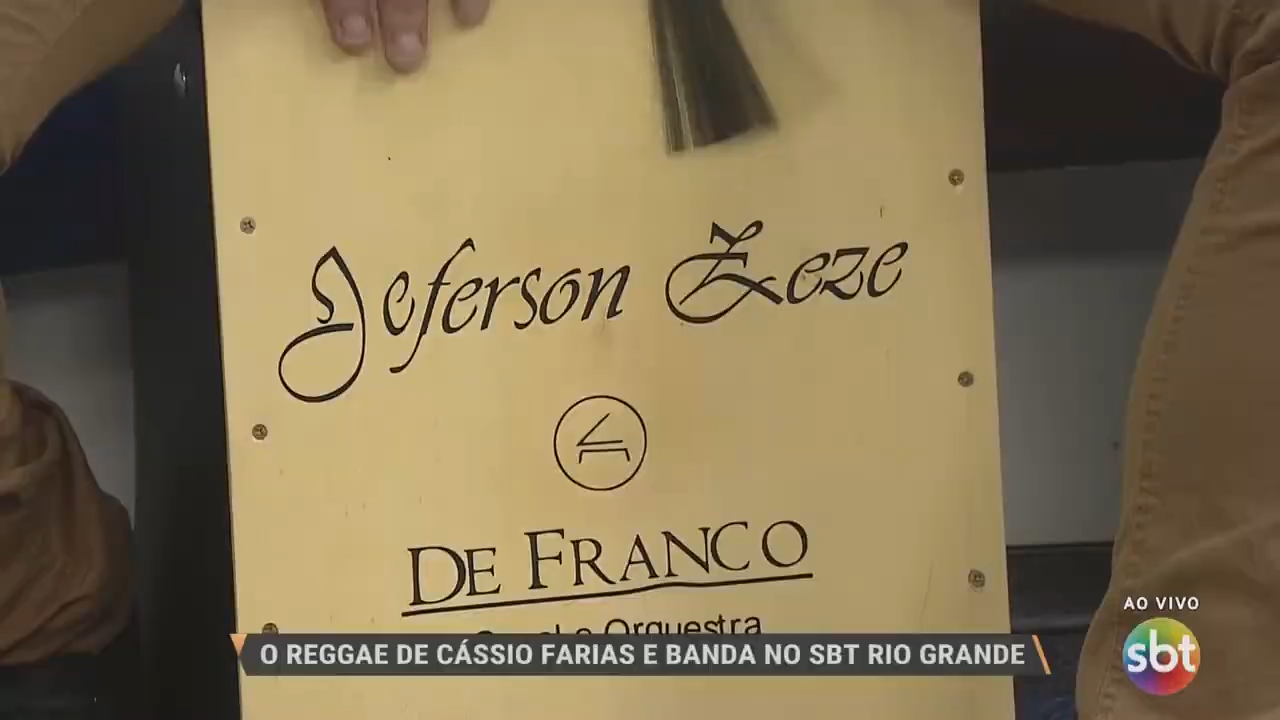 Jeferson Zeze
DE FRANCO
Orquestra
O REGGAE DE CÁSSIO FARIAS E BANDA NO SBT RIO GRANDE
AO VIVO
sbt